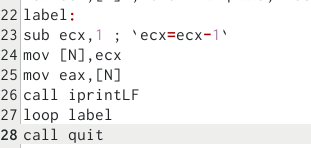 22 label:
23 sub ecx,1 ; `ecx=ecx-1`
24 mov [N],ecx
25 mov eax,[N]
26 call iprintLF
27 loop label
28 call quit